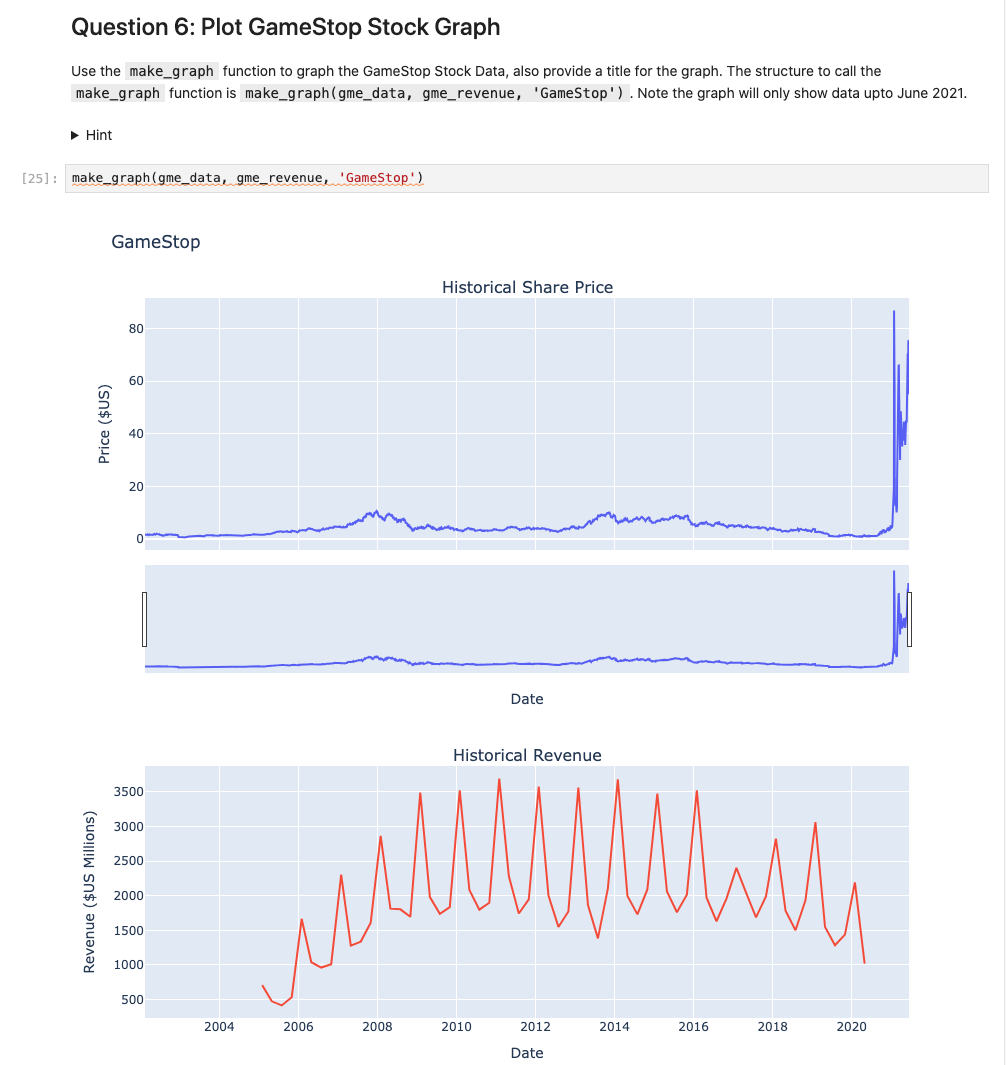 Question 6: Plot GameStop Stock Graph
Use the make_graph function to graph the GameStop Stock Data, also provide a title for the graph. The structure to call the
make_graph function is make_graph(gme_data, gme_revenue, 'GameStop') . Note the graph will only show data upto June 2021.
Hint
[25]: make_graph(gme_data, gme_revenue, 'GameStop')
GameStop
Historical Share Price
80
60
40
20
0
Price ($US)
Date
Historical Revenue
3500
3000
2500
2000
1500
1000
500
Revenue ($US Millions)
2004 2006 2008 2010 2012 2014 2016 2018 2020
Date